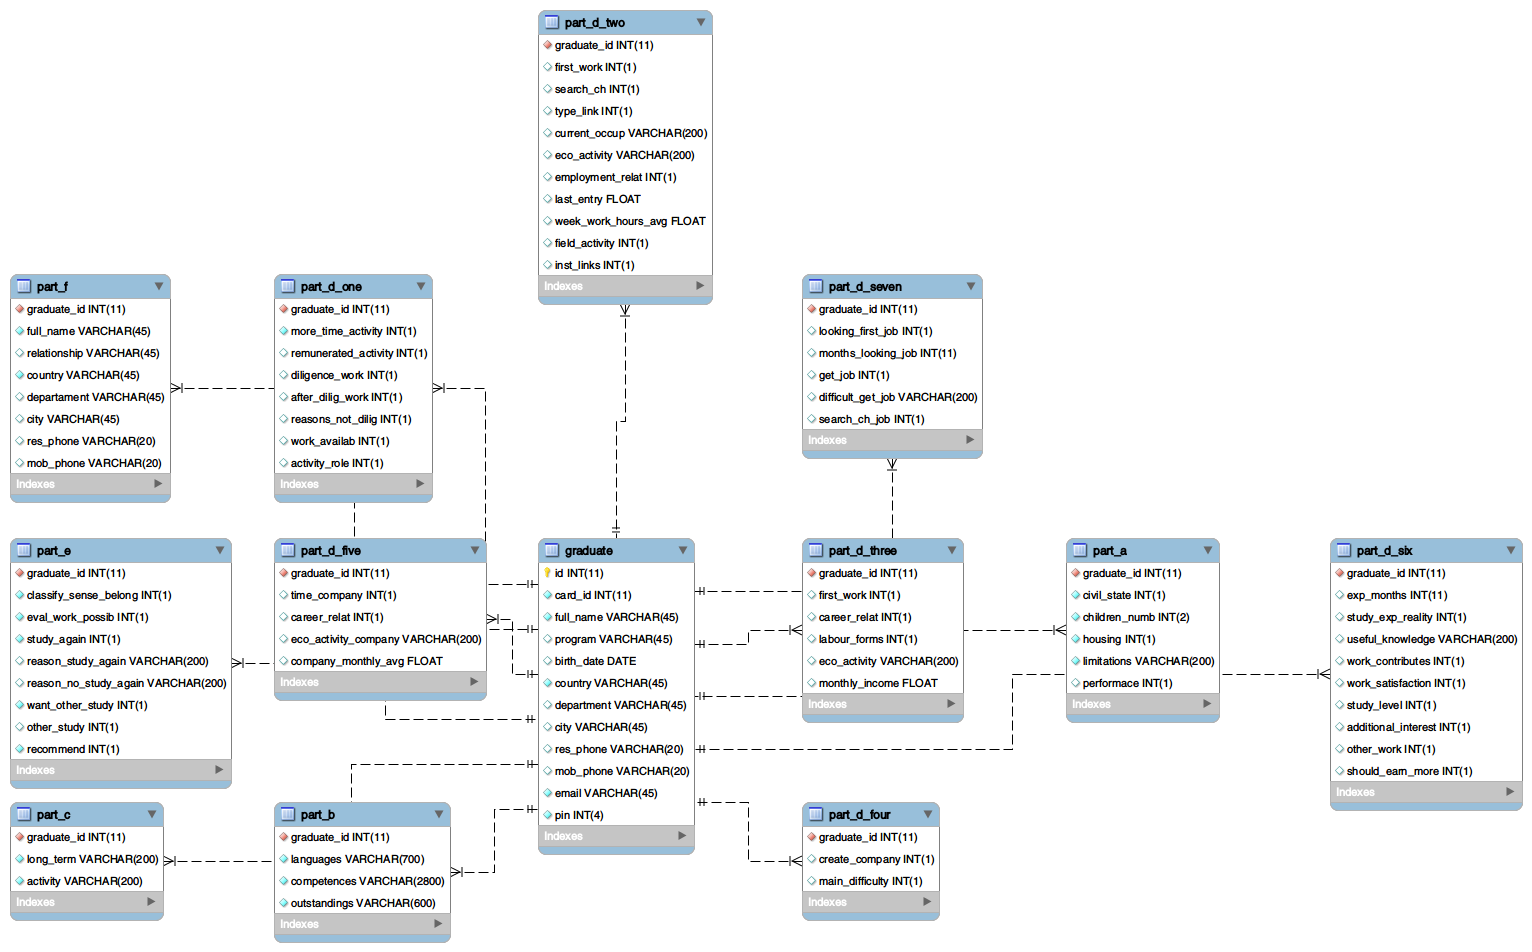 part_d_two
graduate_id INT(11)
first_work INT(1)
search_ch INT(1)
type_link INT(1)
current_occup VARCHAR(200)
eco_activity VARCHAR(200)
employment_relat INT(1)
last_entry FLOAT
week_work_hours_avg FLOAT
field_activity INT(1)
inst_links INT(1)
Indexes
part_f
graduate_id INT(11)
full_name VARCHAR(45)
relationship VARCHAR(45)
country VARCHAR(45)
departament VARCHAR(45)
city VARCHAR(45)
res_phone VARCHAR(20)
mob_phone VARCHAR(20)
Indexes
part_d_one
graduate_id INT(11)
more_time_activity INT(1)
remunerated_activity INT(1)
diligence_work INT(1)
after_dilig_work INT(1)
reasons_not_dilig INT(1)
work_availab INT(1)
activity_role INT(1)
Indexes
part_d_seven
graduate_id INT(11)
looking_first_job INT(1)
months_looking_job INT(11)
get_job INT(1)
difficult_get_job VARCHAR(200)
search_ch_job INT(1)
Indexes
part_e
graduate_id INT(11)
classify_sense_belong INT(1)
eval_work_possib INT(1)
study_again INT(1)
reason_study_again VARCHAR(200)
reason_no_study_again VARCHAR(200)
want_other_study INT(1)
other_study INT(1)
recommend INT(1)
Indexes
part_d_five
graduate_id INT(11)
time_company INT(1)
career_relat INT(1)
eco_activity_company VARCHAR(200)
company_monthly_avg FLOAT
Indexes
graduate
id INT(11)
card_id INT(11)
full_name VARCHAR(45)
program VARCHAR(45)
birth_date DATE
country VARCHAR(45)
department VARCHAR(45)
city VARCHAR(45)
res_phone VARCHAR(20)
mob_phone VARCHAR(20)
email VARCHAR(45)
pin INT(4)
Indexes
part_d_three
graduate_id INT(11)
first_work INT(1)
career_relat INT(1)
labour_forms INT(1)
eco_activity VARCHAR(200)
monthly_income FLOAT
Indexes
part_a
graduate_id INT(11)
civil_state INT(1)
children_numb INT(2)
housing INT(1)
limitations VARCHAR(200)
performace INT(1)
Indexes
part_d_six
graduate_id INT(11)
exp_months INT(11)
study_exp_reality INT(1)
useful_knowledge VARCHAR(200)
work_contributes INT(1)
work_satisfaction INT(1)
study_level INT(1)
additional_interest INT(1)
other_work INT(1)
should_earn_more INT(1)
Indexes
part_c
graduate_id INT(11)
long_term VARCHAR(200)
activity VARCHAR(200)
Indexes
part_b
graduate_id INT(11)
languages VARCHAR(700)
competences VARCHAR(2800)
outstandings VARCHAR(600)
Indexes
part_d_four
graduate_id INT(11)
create_company INT(1)
main_difficulty INT(1)
Indexes